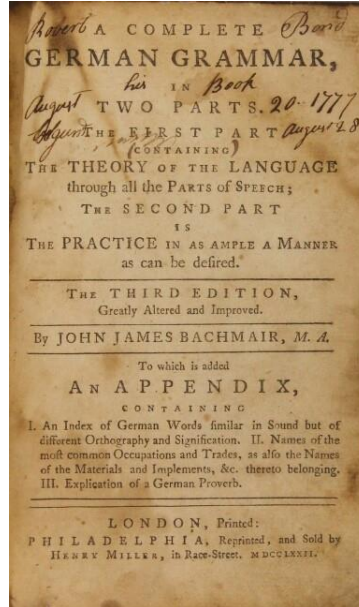 Robert Bond
A COMPLETE
GERMAN GRAMMAR,
his Book
IN
August 20. 1777
TWO PARTS.
August 28
THE FIRST PART
(CONTAINING)
THE THEORY OF THE LANGUAGE
through all the PARTS OF SPEECH;
THE SECOND PART
IS
THE PRACTICE IN AS AMPLE A MANNER
as can be deſired.
THE THIRD EDITION,
Greatly Altered and Improved.
By JOHN JAMES BACHMAIR, M. A.
To which is added
AN APPENDIX,
CONTAINING
I. An Index of German Words ſimilar in Sound but of
different Orthography and Signification. II. Names of the
moſt common Occupations and Trades, as alſo the Names
of the Materials and Implements, &c. thereto belonging.
III. Explication of a German Proverb.
LONDON, Printed:
PHILADELPHIA, Reprinted, and Sold by
HENRY MILLER, in Race-Street. MDCCLXXII.